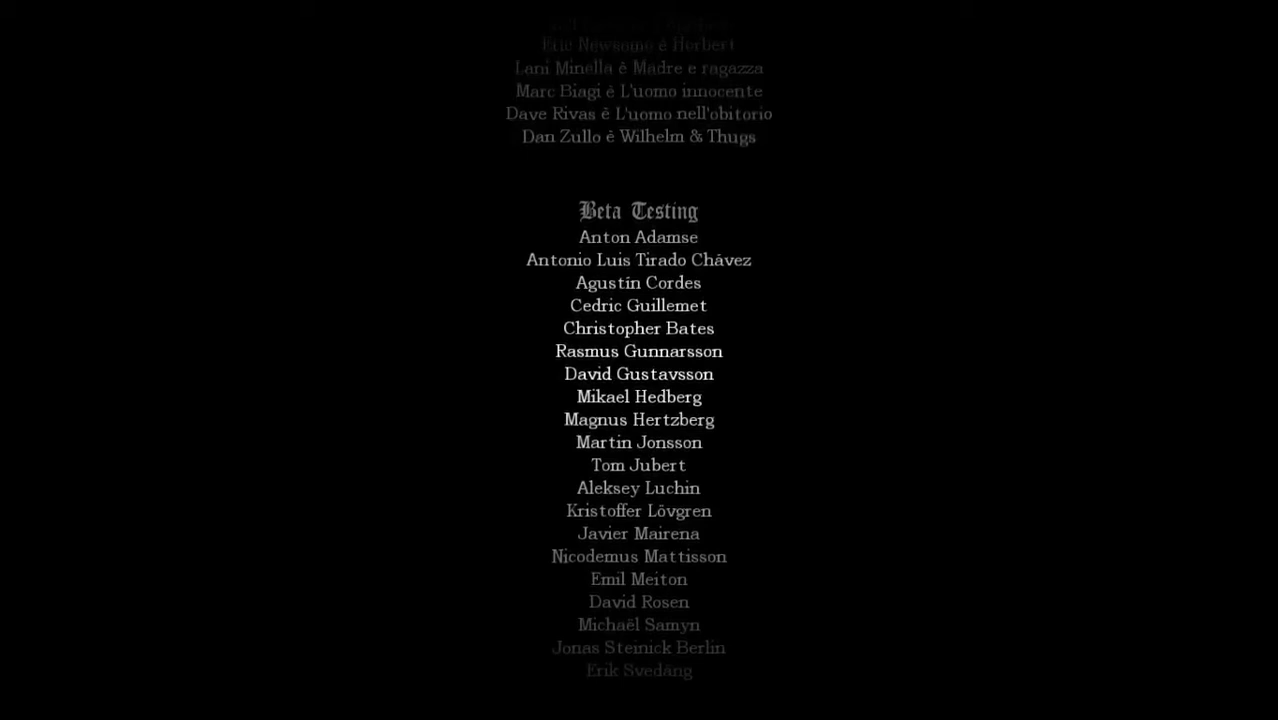 Eric Newsome è Herbert
Lani Minella è Madre e ragazza
Marc Biagi è L'uomo innocente
Dave Rivas è L'uomo nell'obitorio
Dan Zullo è Wilhelm & Thugs
Beta Testing
Anton Adamse
Antonio Luis Tirado Chávez
Agustín Cordes
Cedric Guillemet
Christopher Bates
Rasmus Gunnarsson
David Gustavsson
Mikael Hedberg
Magnus Hertzberg
Martin Jonsson
Tom Jubert
Aleksey Luchin
Kristoffer Lövgren
Javier Mairena
Nicodemus Mattisson
Emil Meiton
David Rosen
Michaël Samyn
Jonas Steinick Berlin
Erik Svedäng